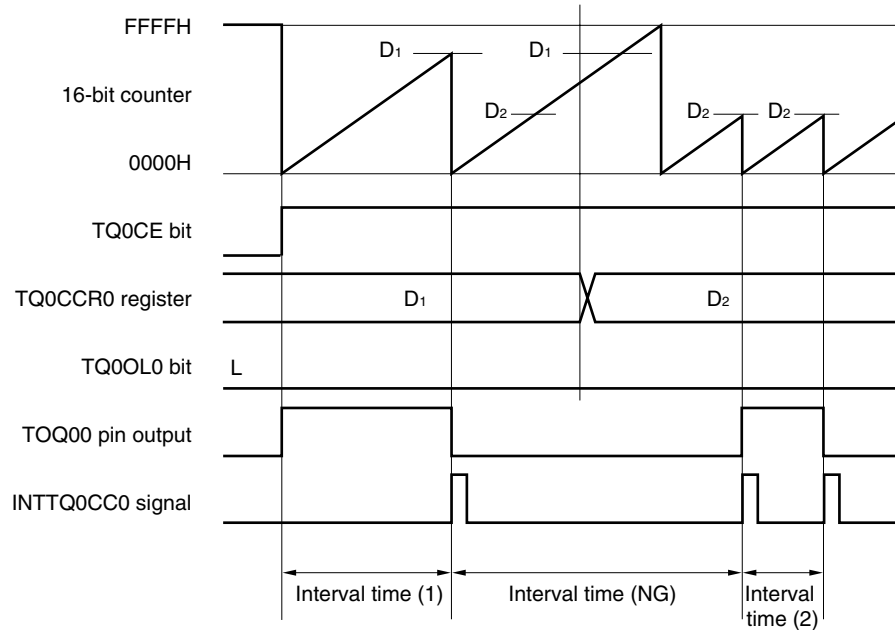 FFFFH
D1
D1
16-bit counter
D2
D2
D2
0000H
TQ0CE bit
TQ0CCR0 register
D1
D2
TQ0OL0 bit
L
TOQ00 pin output
INTTQ0CC0 signal
Interval time (1)
Interval time (NG)
Interval
time (2)